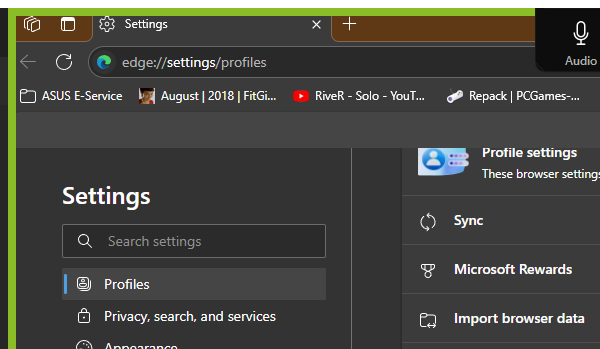 Settings
Audio
edge://settings/profiles
ASUS E-Service
August | 2018 | FitGi...
RiveR - Solo - YouT...
Repack | PCGames-...
Settings
Search settings
Profiles
Privacy, search, and services
Appearance
Profile settings
These browser settings
Sync
Microsoft Rewards
Import browser data